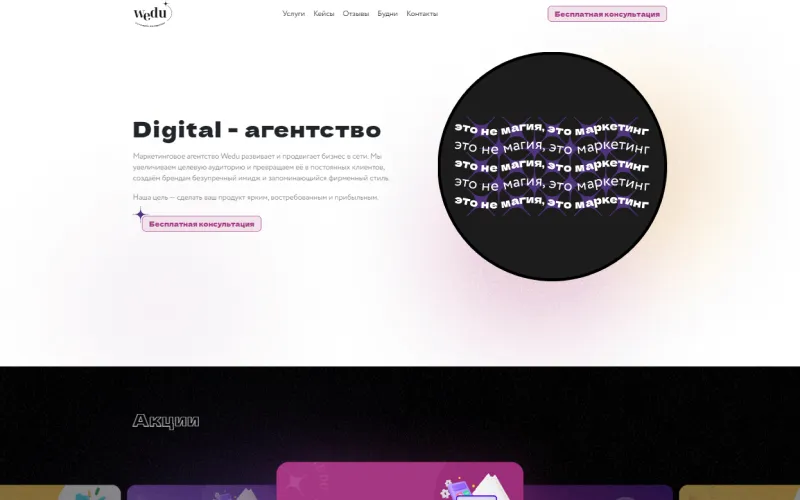 wedu
Услуги Кейсы Отзывы Будни Контакты
Бесплатная консультация
Digital - агентство
Маркетинговое агентство Wedu развивает и продвигает бизнес в сети. Мы
увеличиваем целевую аудиторию и превращаем её в постоянных клиентов,
создаём брендам безупречный имидж и запоминающийся фирменный стиль.
Наша цель — сделать ваш продукт ярким, востребованным и прибыльным.
Бесплатная консультация
это не магия, это маркетинг
это не магия, это маркетинг
это не магия, это маркетинг
это не магия, это маркетинг
это не магия, это маркетинг
Акции